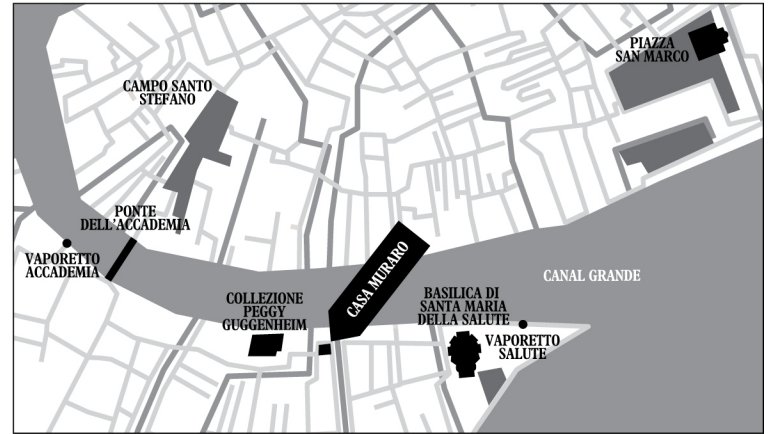 PIAZZA
SAN MARCO
CAMPO SANTO
STEFANO
PONTE
DELL'ACCADEMIA
VAPORETTO
ACCADEMIA
CASA MURARO
CANAL GRANDE
COLLEZIONE
PEGGY
GUGGENHEIM
BASILICA DI
SANTA MARIA
DELLA SALUTE
VAPORETTO
SALUTE